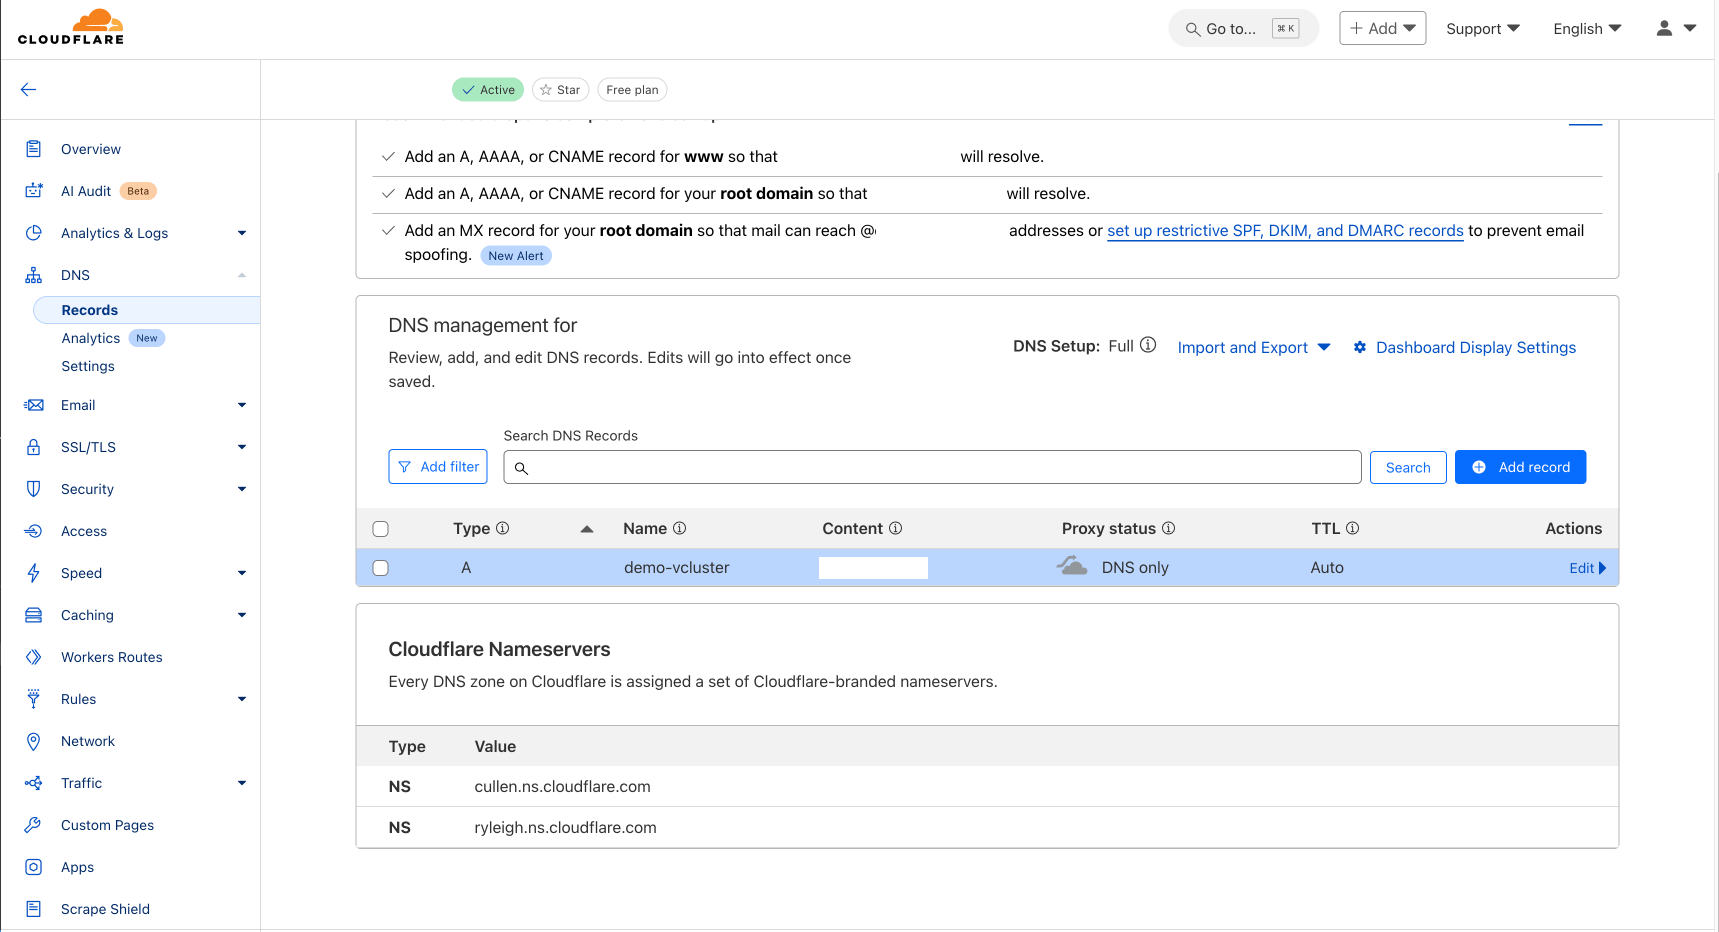 CLOUDFLARE
Go to... ⌘ K
+ Add
Support
English
Active
Star
Free plan
Overview
AI Audit Beta
Analytics & Logs
DNS
Records
Analytics New
Settings
Email
SSL/TLS
Security
Access
Speed
Caching
Workers Routes
Rules
Network
Traffic
Custom Pages
Apps
Scrape Shield
Add an A, AAAA, or CNAME record for www so that will resolve.
Add an A, AAAA, or CNAME record for your root domain so that will resolve.
Add an MX record for your root domain so that mail can reach @ addresses or set up restrictive SPF, DKIM, and DMARC records to prevent email
spoofing. New Alert
DNS management for
Review, add, and edit DNS records. Edits will go into effect once
saved.
DNS Setup: Full
Import and Export
Dashboard Display Settings
Search DNS Records
Add filter
Search
Add record
Type Name Content Proxy status TTL Actions
A demo-vcluster DNS only Auto Edit
Cloudflare Nameservers
Every DNS zone on Cloudflare is assigned a set of Cloudflare-branded nameservers.
Type Value
NS cullen.ns.cloudflare.com
NS ryleigh.ns.cloudflare.com